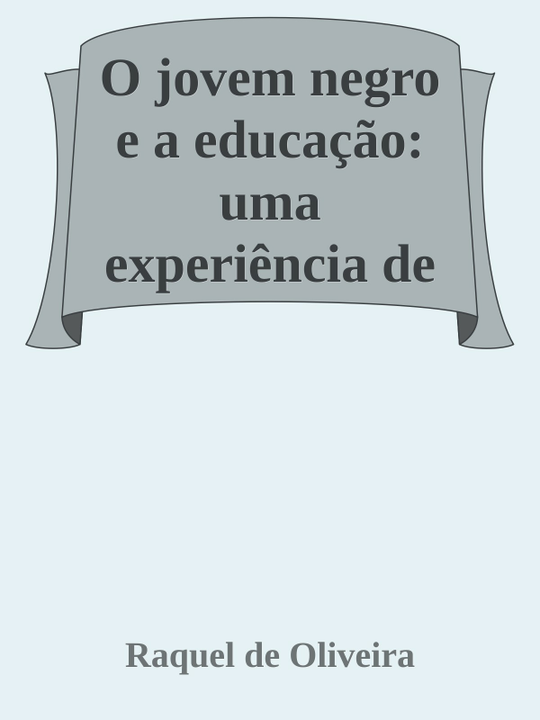 O jovem negro
e a educação:
uma
experiência de
Raquel de Oliveira